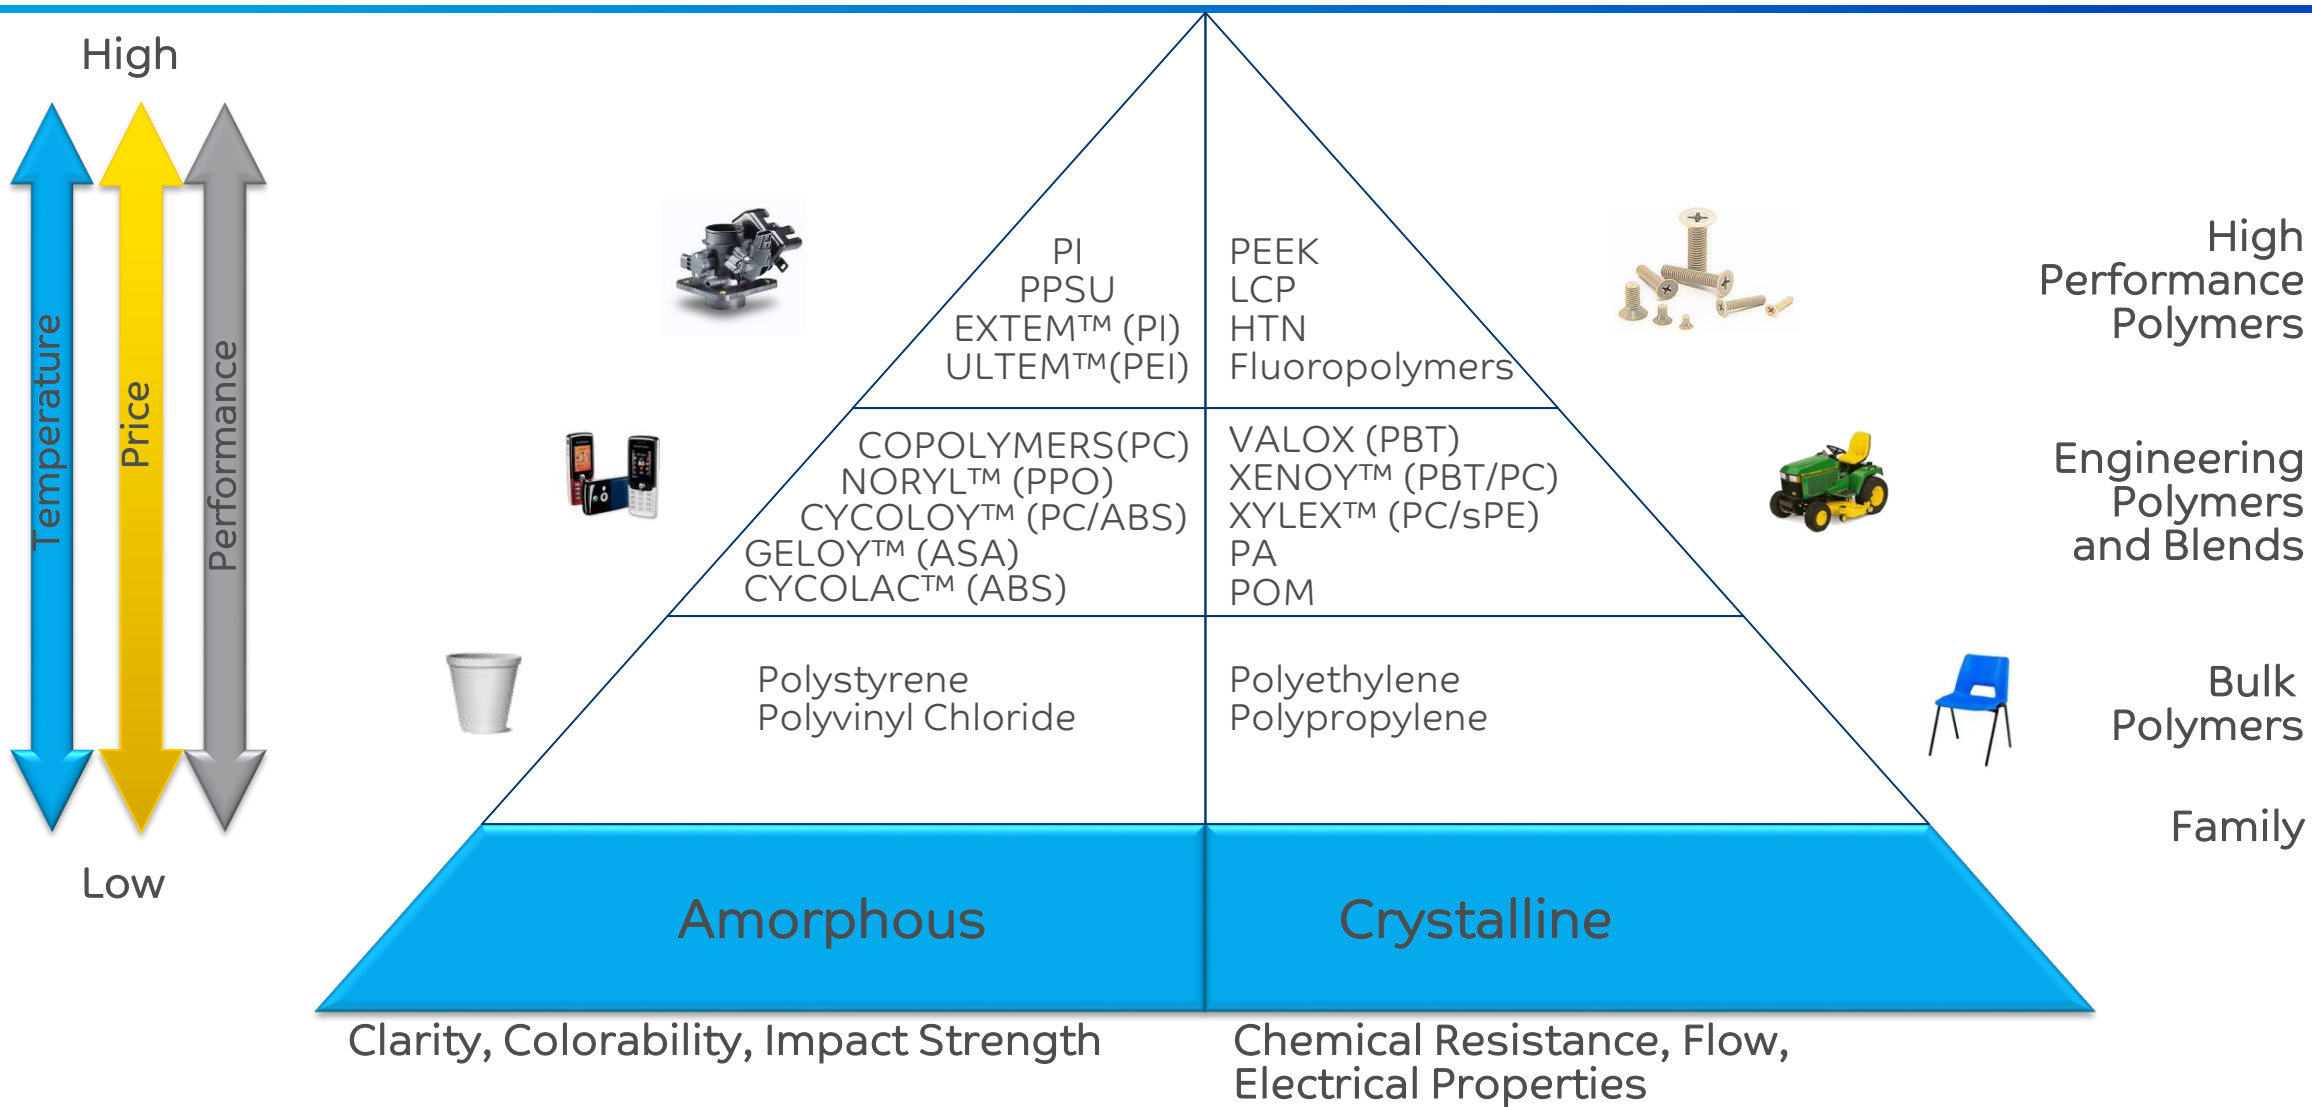 High
Temperature
Price
Performance
Low
PI
PPSU
EXTEM™ (PI)
ULTEM™(PEI)
PEEK
LCP
HTN
Fluoropolymers
High
Performance
Polymers
COPOLYMERS(PC)
NORYL™ (PPO)
CYCOLOY™ (PC/ABS)
GELOY™ (ASA)
CYCOLAC™ (ABS)
VALOX (PBT)
XENOY™ (PBT/PC)
XYLEX™ (PC/sPE)
PA
POM
Engineering
Polymers
and Blends
Polystyrene
Polyvinyl Chloride
Polyethylene
Polypropylene
Bulk
Polymers
Family
Amorphous
Crystalline
Clarity, Colorability, Impact Strength
Chemical Resistance, Flow,
Electrical Properties